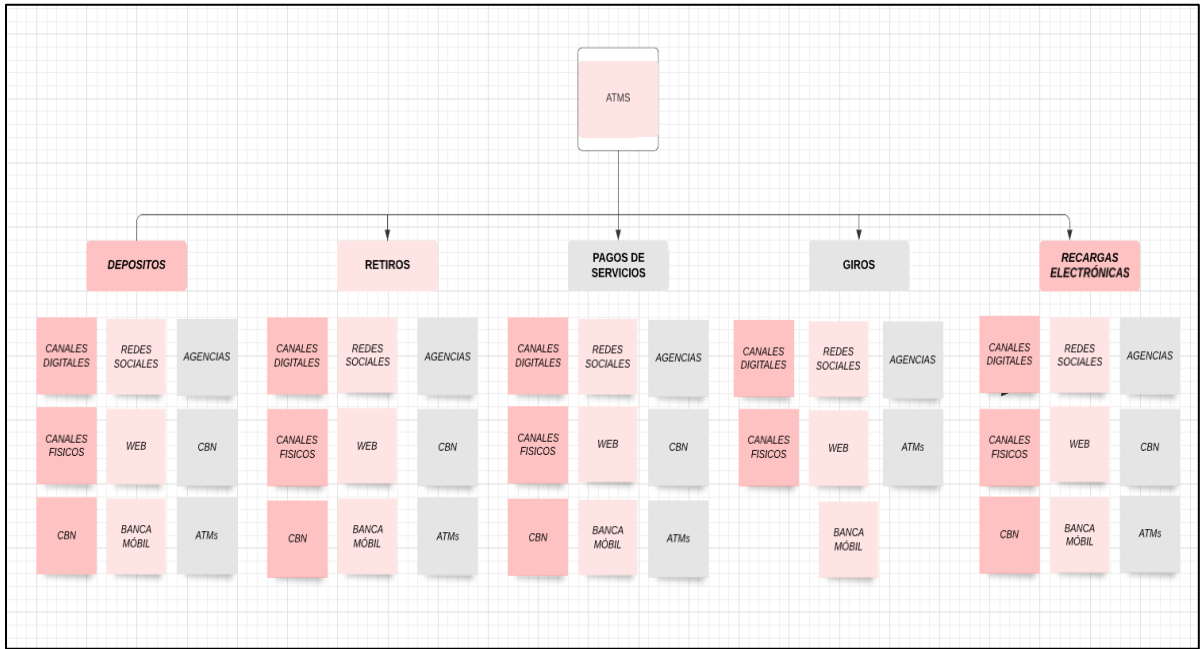 ATMS
DEPOSITOS
RETIROS
PAGOS DE
SERVICIOS
GIROS
RECARGAS
ELECTRÓNICAS
CANALES
DIGITALES
REDES
SOCIALES
AGENCIAS
CANALES
FISICOS
WEB
CBN
CBN
BANCA
MÓBIL
ATMs
CANALES
DIGITALES
REDES
SOCIALES
AGENCIAS
CANALES
FISICOS
WEB
CBN
CBN
BANCA
MÓBIL
ATMs
CANALES
DIGITALES
REDES
SOCIALES
AGENCIAS
CANALES
FISICOS
WEB
CBN
CBN
BANCA
MÓBIL
ATMs
CANALES
DIGITALES
REDES
SOCIALES
AGENCIAS
CANALES
FISICOS
WEB
ATMs
BANCA
MÓBIL
CANALES
DIGITALES
REDES
SOCIALES
AGENCIAS
CANALES
FISICOS
WEB
CBN
CBN
BANCA
MÓBIL
ATMs